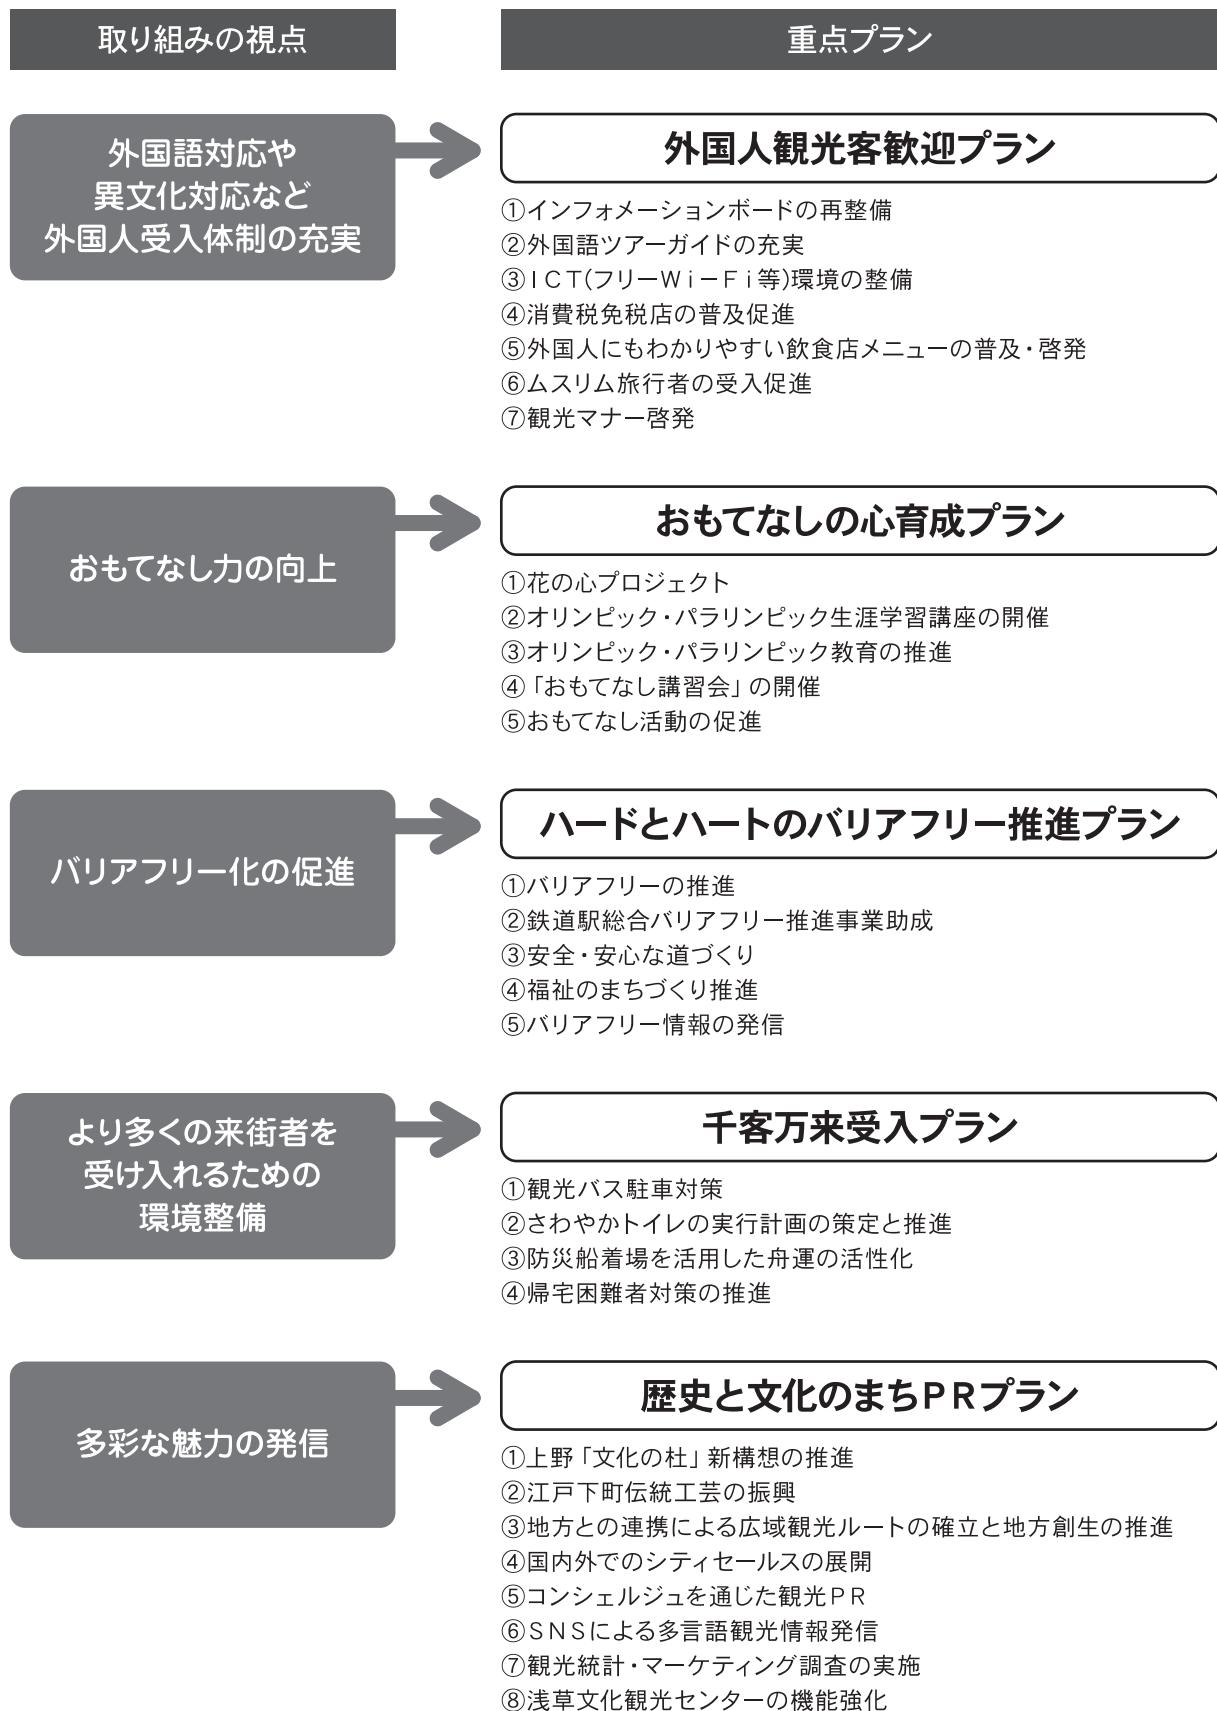 取り組みの視点
重点プラン
外国語対応や
異文化対応など
外国人受入体制の充実
外国人観光客歓迎プラン
①インフォメーションボードの再整備
②外国語ツアーガイドの充実
③ICT(フリーWi-Fi等)環境の整備
④消費税免税店の普及促進
⑤外国人にもわかりやすい飲食店メニューの普及・啓発
⑥ムスリム旅行者の受入促進
⑦観光マナー啓発
おもてなし力の向上
おもてなしの心育成プラン
①花の心プロジェクト
②オリンピック・パラリンピック生涯学習講座の開催
③オリンピック・パラリンピック教育の推進
④「おもてなし講習会」の開催
⑤おもてなし活動の促進
バリアフリー化の促進
ハードとハートのバリアフリー推進プラン
①バリアフリーの推進
②鉄道駅総合バリアフリー推進事業助成
③安全・安心な道づくり
④福祉のまちづくり推進
⑤バリアフリー情報の発信
より多くの来街者を
受け入れるための
環境整備
千客万来受入プラン
①観光バス駐車対策
②さわやかトイレの実行計画の策定と推進
③防災船着場を活用した舟運の活性化
④帰宅困難者対策の推進
多彩な魅力の発信
歴史と文化のまちPRプラン
①上野「文化の杜」新構想の推進
②江戸下町伝統工芸の振興
③地方との連携による広域観光ルートの確立と地方創生の推進
④国内外でのシティセールスの展開
⑤コンシェルジュを通じた観光PR
⑥SNSによる多言語観光情報発信
⑦観光統計・マーケティング調査の実施
⑧浅草文化観光センターの機能強化